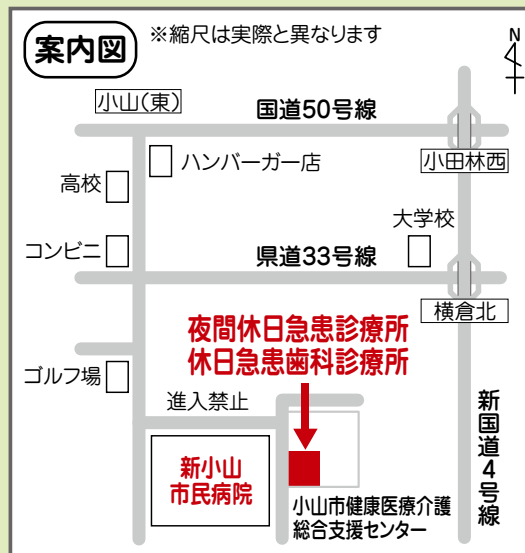 案内図
※縮尺は実際と異なります
N
小山(東)
国道50号線
ハンバーガー店
小田林西
高校
大学校
コンビニ
県道33号線
横倉北
夜間休日急患診療所
休日急患歯科診療所
ゴルフ場
進入禁止
新国道4号線
新小山
市民病院
小山市健康医療介護
総合支援センター